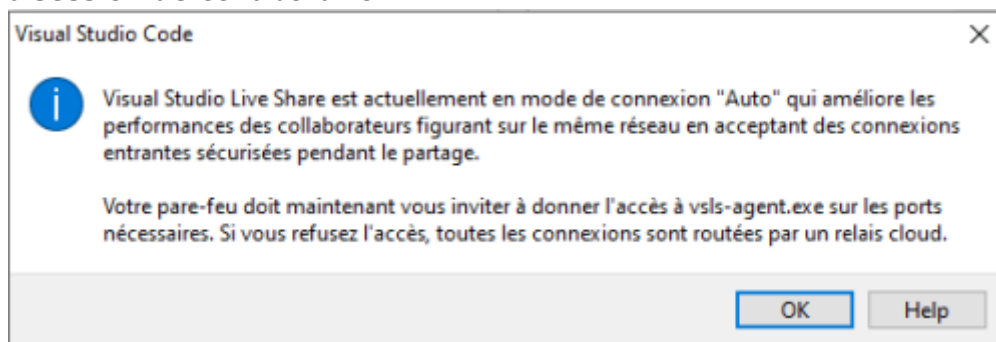 Visual Studio Code
Visual Studio Live Share est actuellement en mode de connexion "Auto" qui améliore les
performances des collaborateurs figurant sur le même réseau en acceptant des connexions
entrantes sécurisées pendant le partage.
Votre pare-feu doit maintenant vous inviter à donner l'accès à vsls-agent.exe sur les ports
nécessaires. Si vous refusez l'accès, toutes les connexions sont routées par un relais cloud.
OK Help